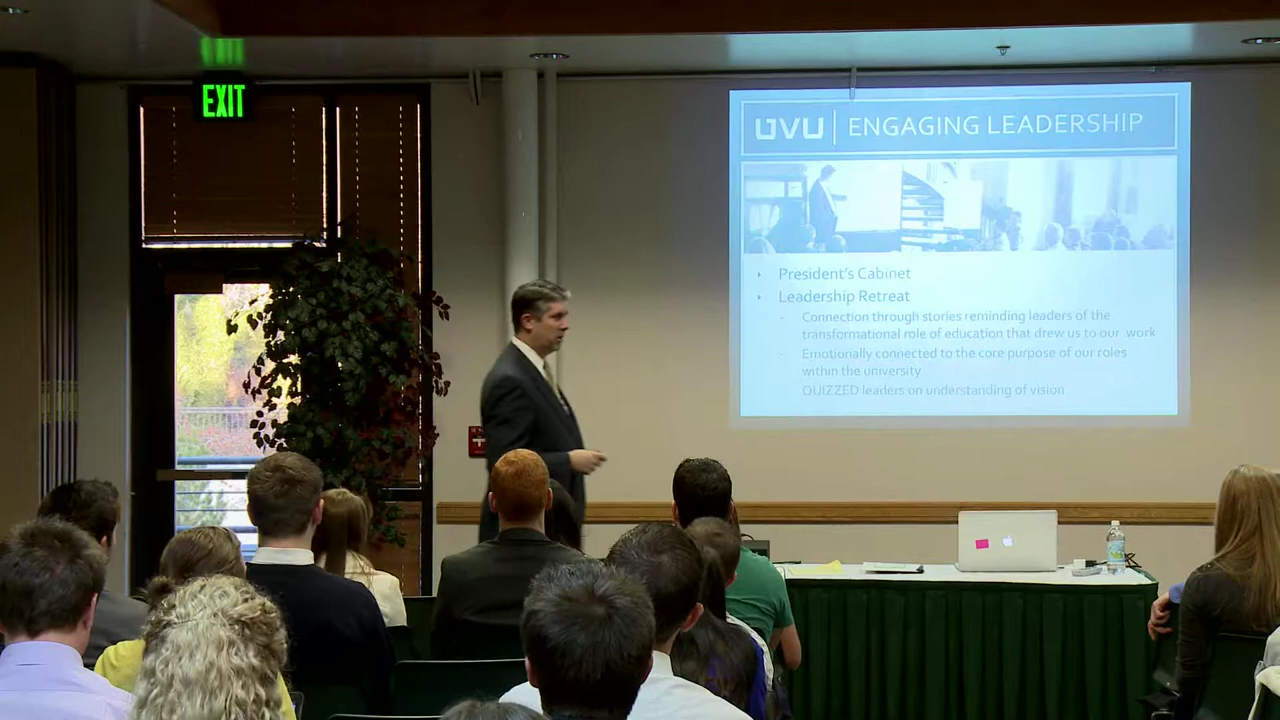 EXIT
UVU | ENGAGING LEADERSHIP
President's Cabinet
Leadership Retreat
Connection through stories reminding leaders of the
transformational role of education that drew us to our work
Emotionally connected to the core purpose of our roles
within the university
QUIZZED leaders on understanding of vision